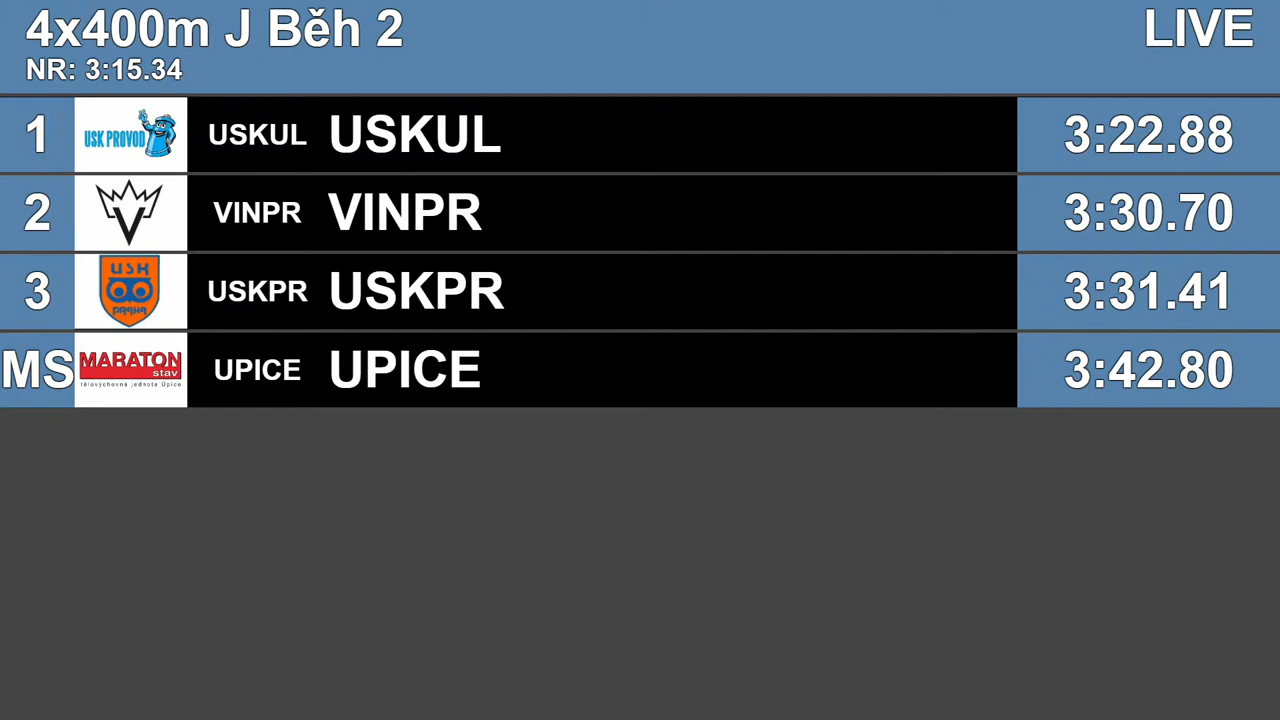 4x400m J Běh 2 LIVE
NR: 3:15.34
1 USK PROVOD USKUL USKUL 3:22.88
2 VINPR VINPR 3:30.70
3 USK PRAHA USKPR USKPR 3:31.41
MS MARATON stav tělovýchovná jednota Úpice UPICE UPICE 3:42.80